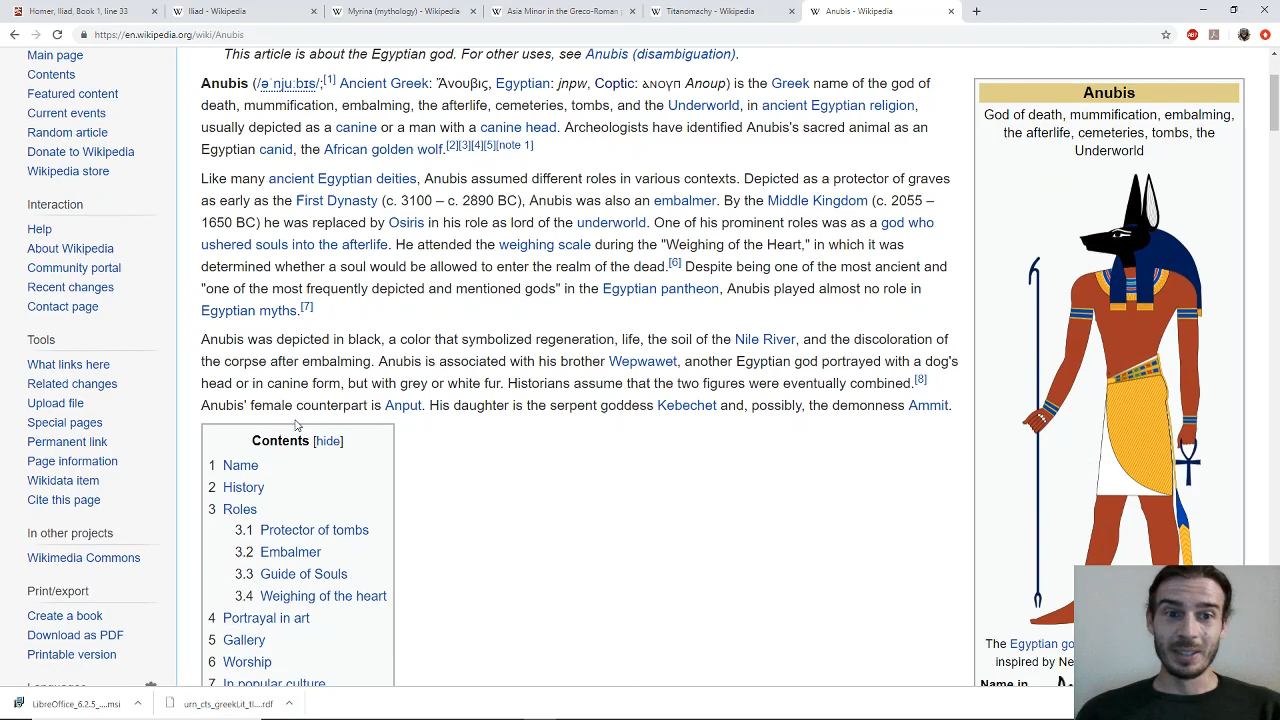 Homer, Iliad, Book 1, line 33
Iliad - Wikipedia
Myrina (mythology) - Wikipedia
Asia Minor in the Greco-Roman
Titanomachy - Wikipedia
Anubis - Wikipedia
https://en.wikipedia.org/wiki/Anubis
Main page
Contents
Featured content
Current events
Random article
Donate to Wikipedia
Wikipedia store
Interaction
Help
About Wikipedia
Community portal
Recent changes
Contact page
Tools
What links here
Related changes
Upload file
Special pages
Permanent link
Page information
Wikidata item
Cite this page
In other projects
Wikimedia Commons
Print/export
Create a book
Download as PDF
Printable version
This article is about the Egyptian god. For other uses, see Anubis (disambiguation).
Anubis (/əˈnjuːbɪs/;[1] Ancient Greek: Ἄνουβις, Egyptian: jnpw, Coptic: ⲁⲛⲟⲩⲡ Anoup) is the Greek name of the god of
death, mummification, embalming, the afterlife, cemeteries, tombs, and the Underworld, in ancient Egyptian religion,
usually depicted as a canine or a man with a canine head. Archeologists have identified Anubis's sacred animal as an
Egyptian canid, the African golden wolf.[2][3][4][5][note 1]
Like many ancient Egyptian deities, Anubis assumed different roles in various contexts. Depicted as a protector of graves
as early as the First Dynasty (c. 3100 – c. 2890 BC), Anubis was also an embalmer. By the Middle Kingdom (c. 2055 –
1650 BC) he was replaced by Osiris in his role as lord of the underworld. One of his prominent roles was as a god who
ushered souls into the afterlife. He attended the weighing scale during the "Weighing of the Heart," in which it was
determined whether a soul would be allowed to enter the realm of the dead.[6] Despite being one of the most ancient and
"one of the most frequently depicted and mentioned gods" in the Egyptian pantheon, Anubis played almost no role in
Egyptian myths.[7]
Anubis was depicted in black, a color that symbolized regeneration, life, the soil of the Nile River, and the discoloration of
the corpse after embalming. Anubis is associated with his brother Wepwawet, another Egyptian god portrayed with a dog's
head or in canine form, but with grey or white fur. Historians assume that the two figures were eventually combined.[8]
Anubis' female counterpart is Anput. His daughter is the serpent goddess Kebechet and, possibly, the demonness Ammit.
Contents [hide]
1 Name
2 History
3 Roles
3.1 Protector of tombs
3.2 Embalmer
3.3 Guide of Souls
3.4 Weighing of the heart
4 Portrayal in art
5 Gallery
6 Worship
7 In popular culture
Anubis
God of death, mummification, embalming,
the afterlife, cemeteries, tombs, the
Underworld
The Egyptian
inspired by
Name in
LibreOffice_6.2.5_....msi
urn_cts_greekLit_tl....rdf